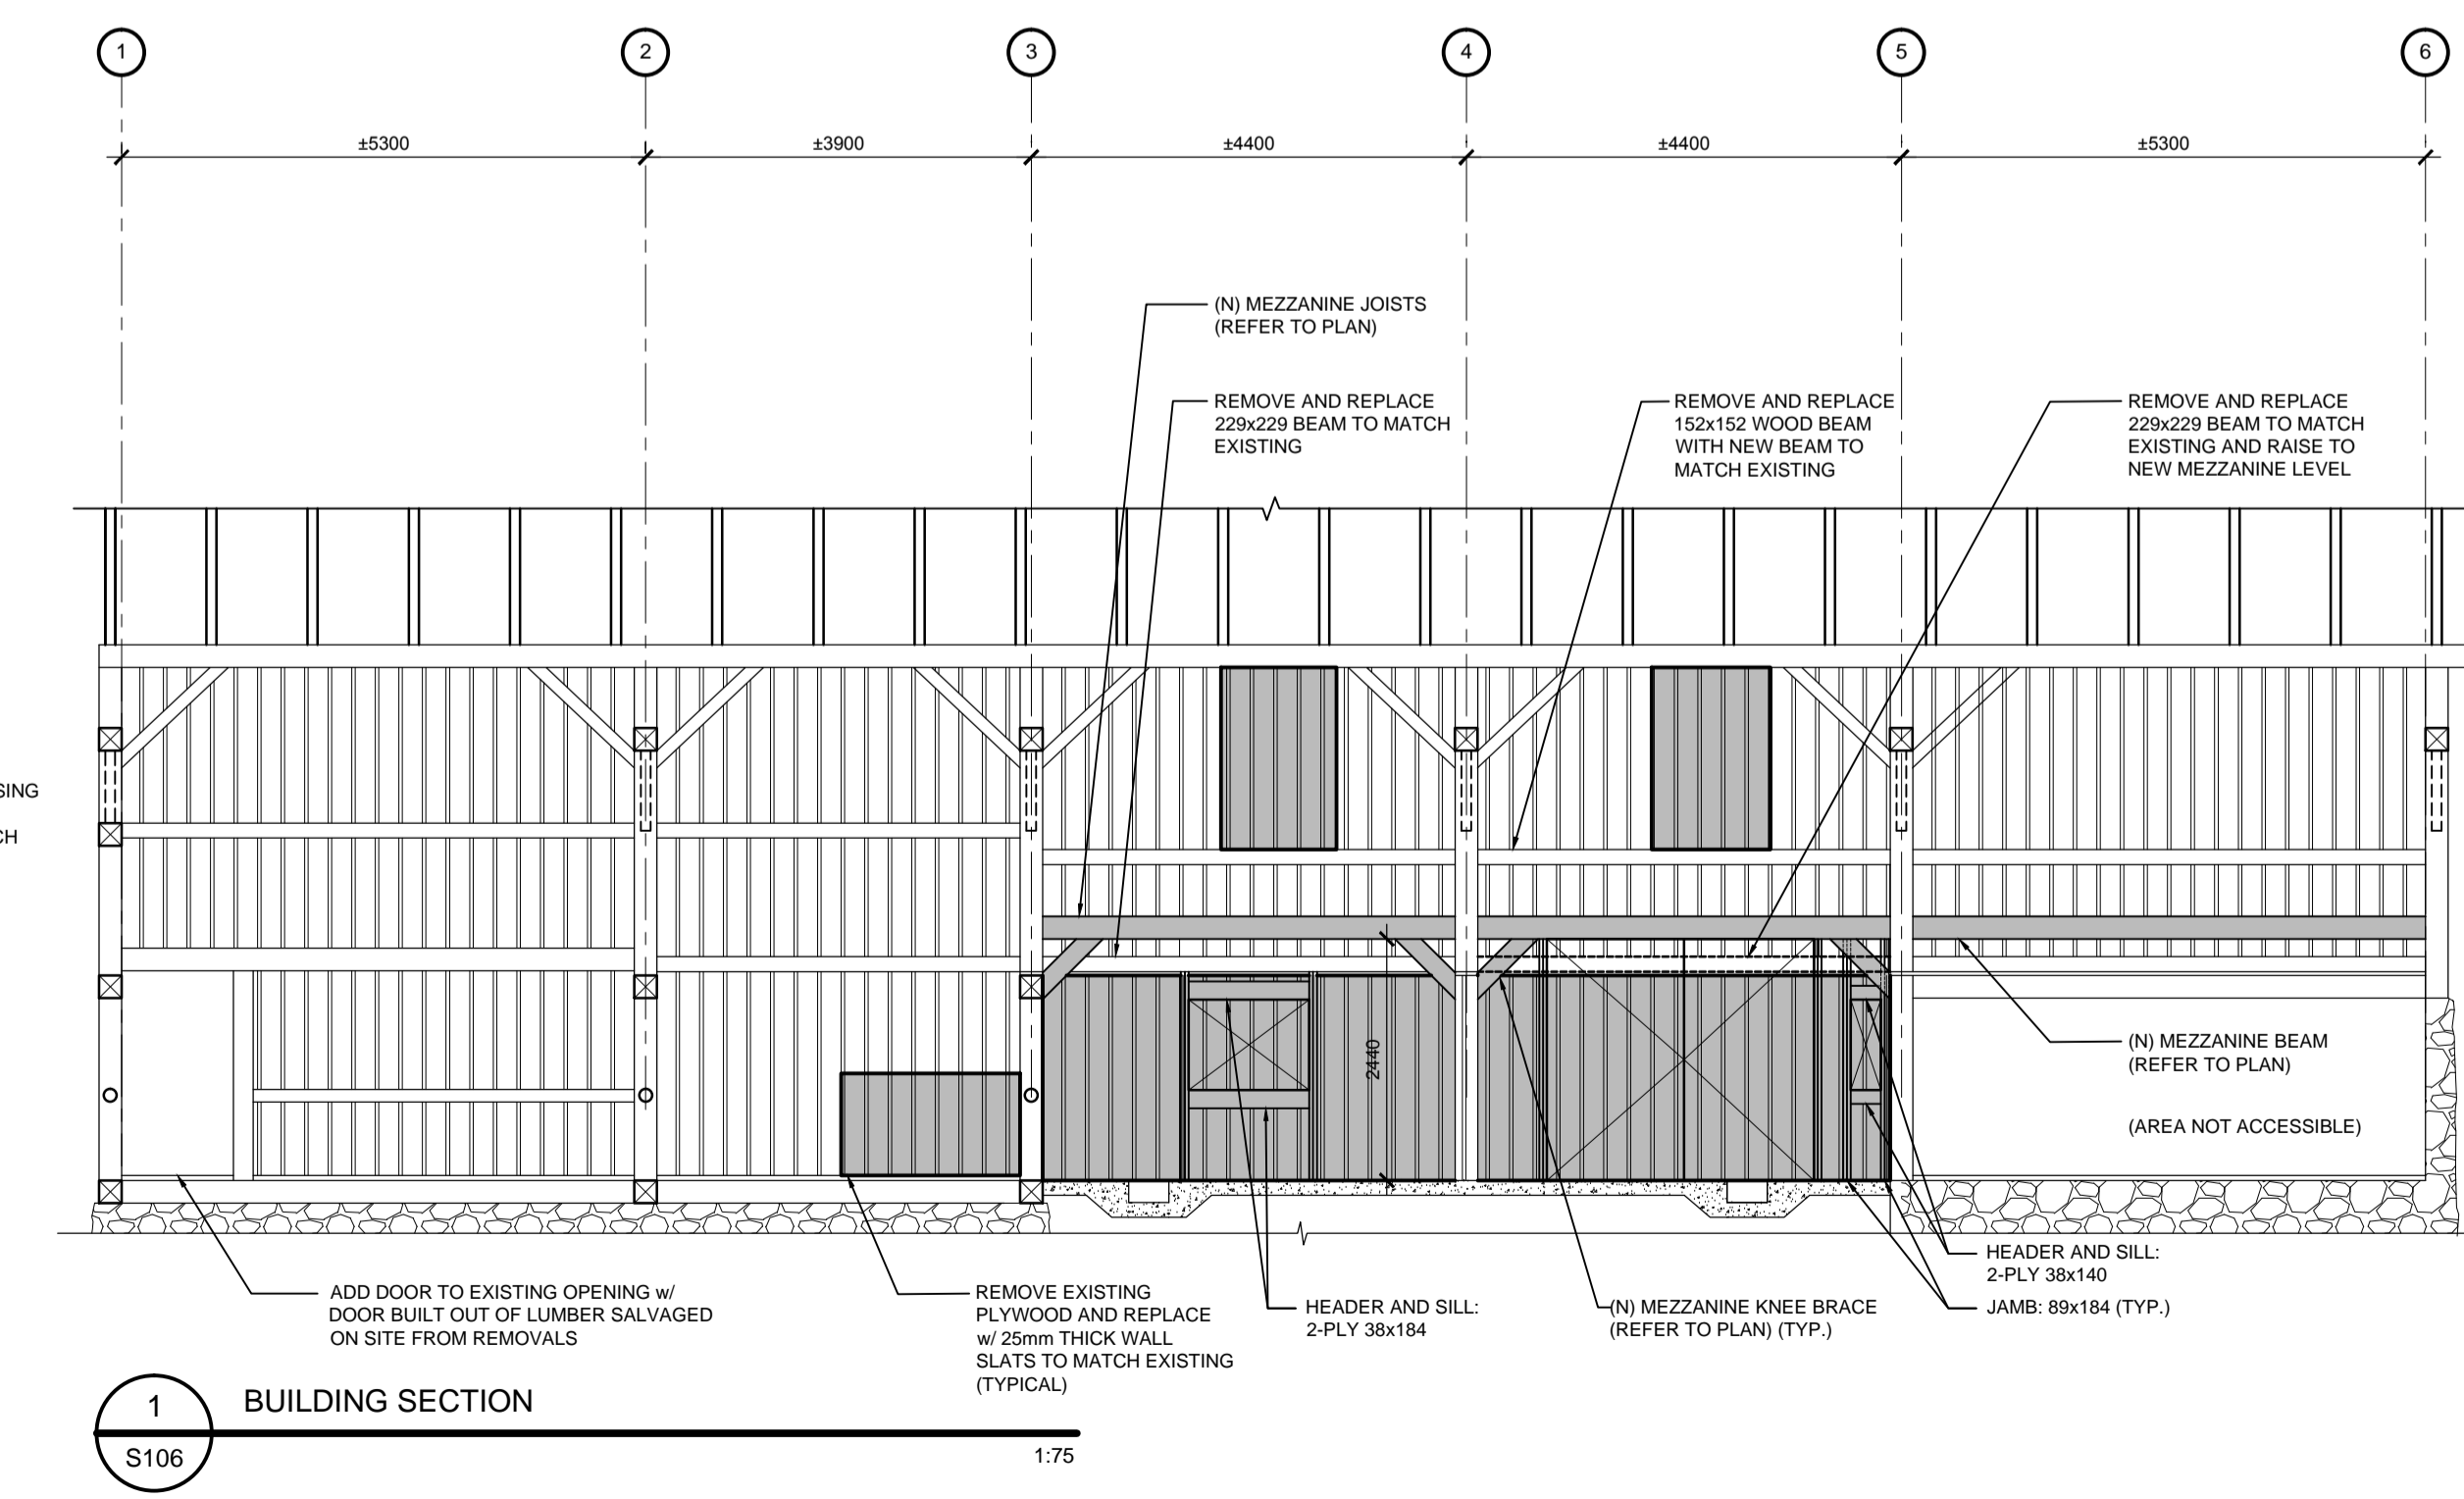 1 2 3 4 5 6
±5300 ±3900 ±4400 ±4400 ±5300
(N) MEZZANINE JOISTS
(REFER TO PLAN)
REMOVE AND REPLACE
229x229 BEAM TO MATCH
EXISTING
REMOVE AND REPLACE
152x152 WOOD BEAM
WITH NEW BEAM TO
MATCH EXISTING
REMOVE AND REPLACE
229x229 BEAM TO MATCH
EXISTING AND RAISE TO
NEW MEZZANINE LEVEL
SING
CH
2440
(N) MEZZANINE BEAM
(REFER TO PLAN)
(AREA NOT ACCESSIBLE)
ADD DOOR TO EXISTING OPENING w/
DOOR BUILT OUT OF LUMBER SALVAGED
ON SITE FROM REMOVALS
REMOVE EXISTING
PLYWOOD AND REPLACE
w/ 25mm THICK WALL
SLATS TO MATCH EXISTING
(TYPICAL)
HEADER AND SILL:
2-PLY 38x184
(N) MEZZANINE KNEE BRACE
(REFER TO PLAN) (TYP.)
HEADER AND SILL:
2-PLY 38x140
JAMB: 89x184 (TYP.)
1
S106
BUILDING SECTION
1:75